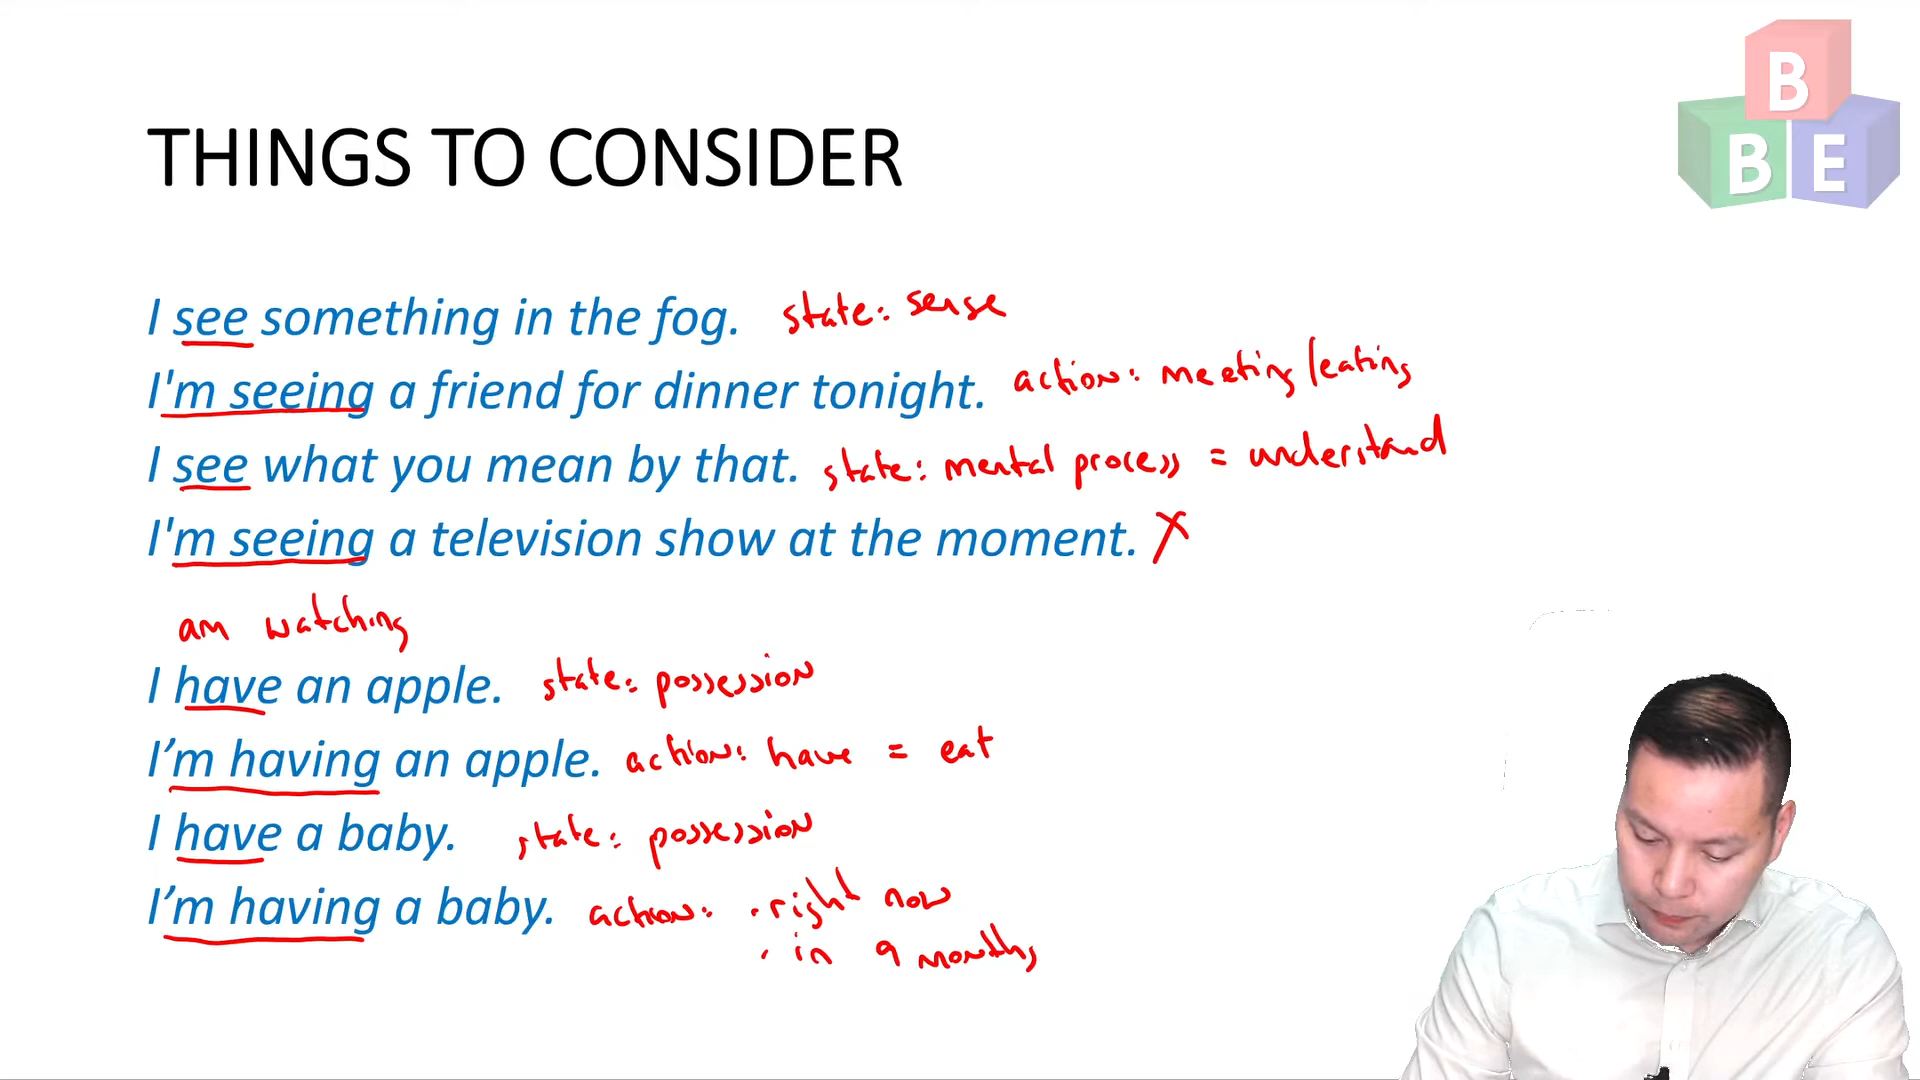 B
B E
THINGS TO CONSIDER
I see something in the fog. state: sense
I'm seeing a friend for dinner tonight. action: meeting/eating
I see what you mean by that. state: mental process = understand
I'm seeing a television show at the moment. X
am watching
I have an apple. state: possession
I’m having an apple. action: have = eat
I have a baby. state: possession
I’m having a baby. action: · right now
· in 9 months